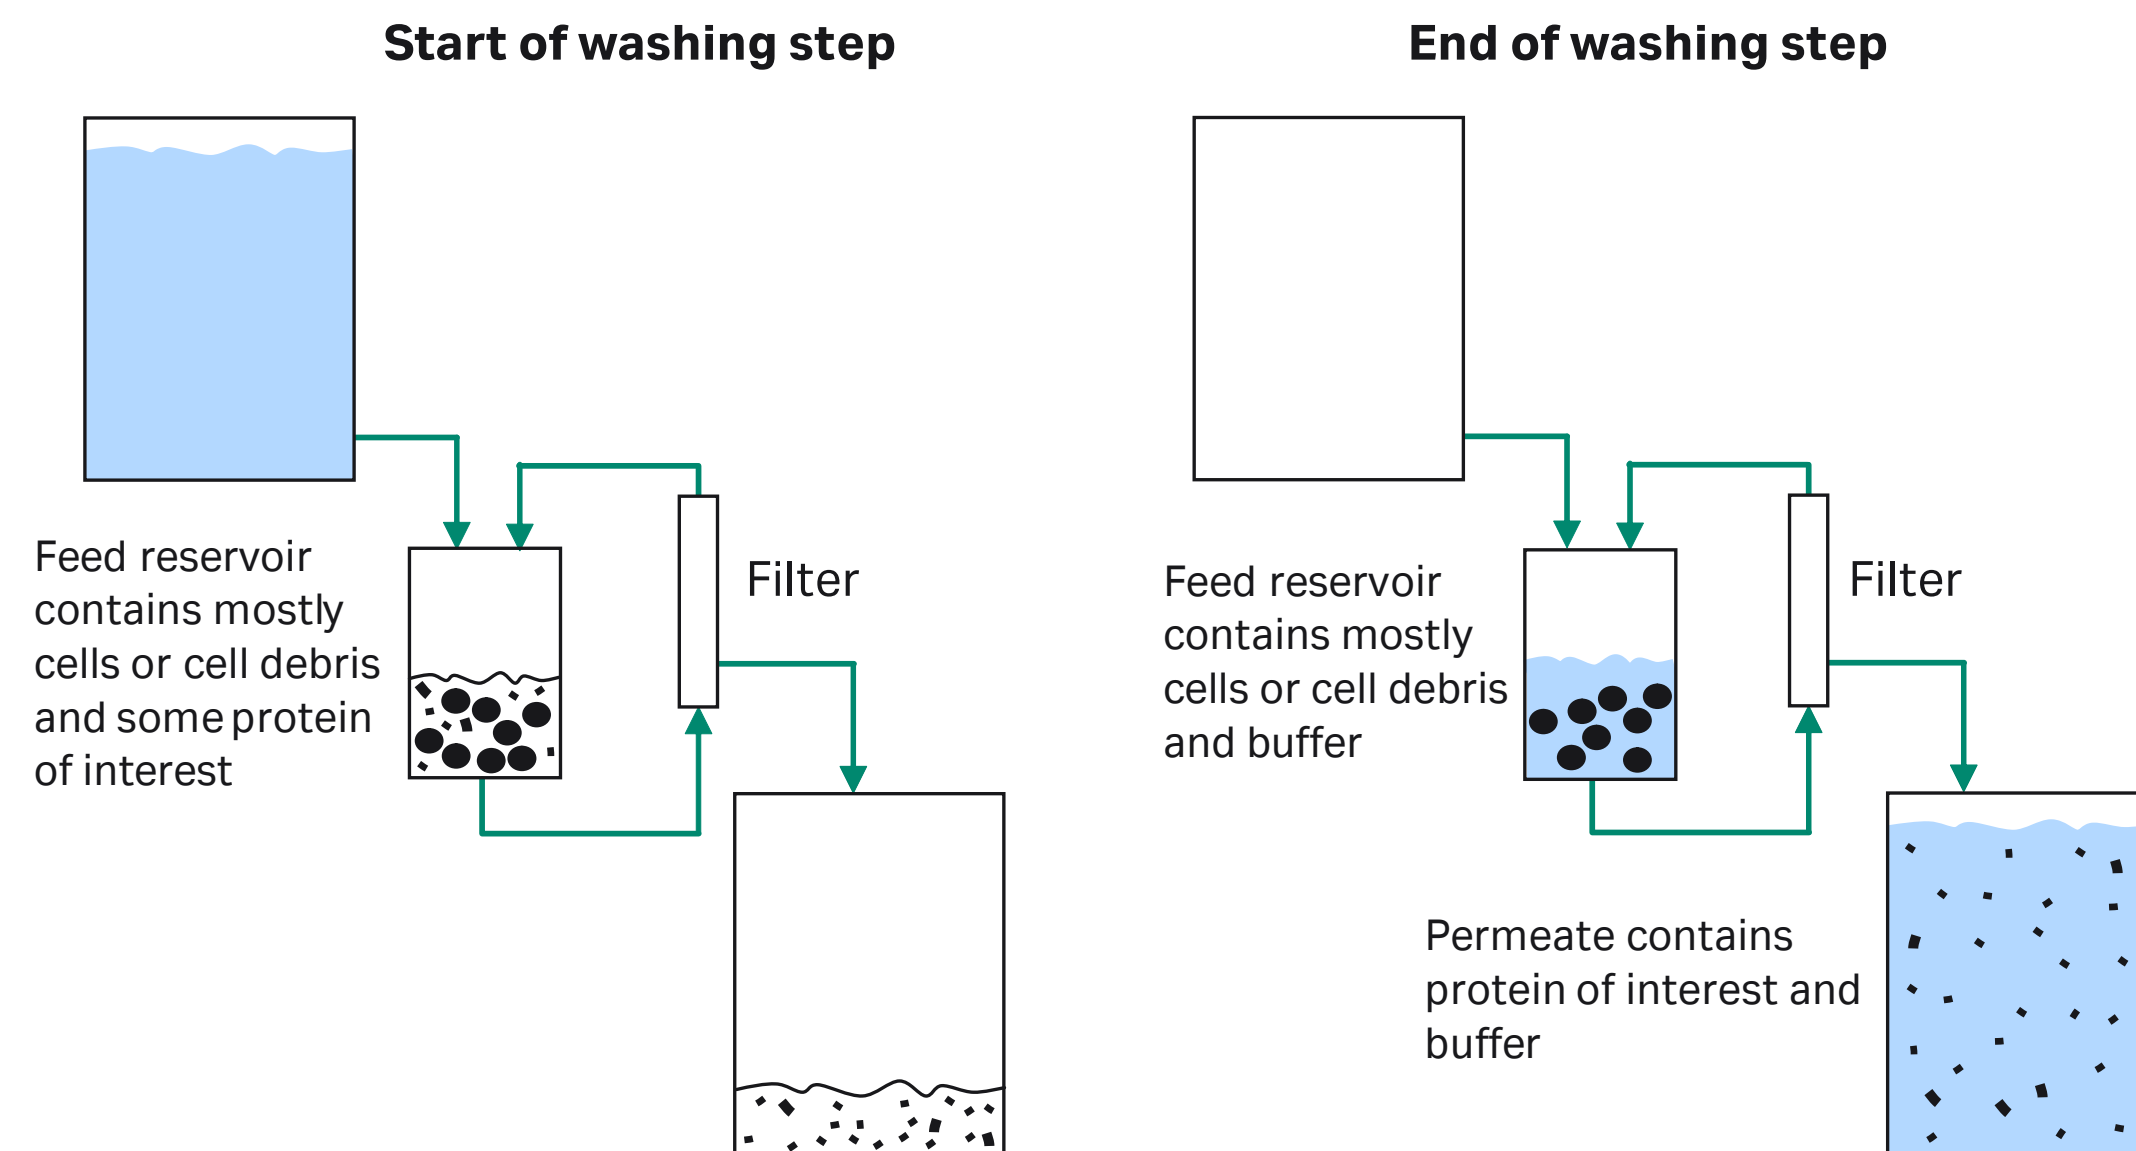 Start of washing step
End of washing step
Feed reservoir
contains mostly
cells or cell debris
and some protein
of interest
Filter
Feed reservoir
contains mostly
cells or cell debris
and buffer
Filter
Permeate contains
protein of interest and
buffer